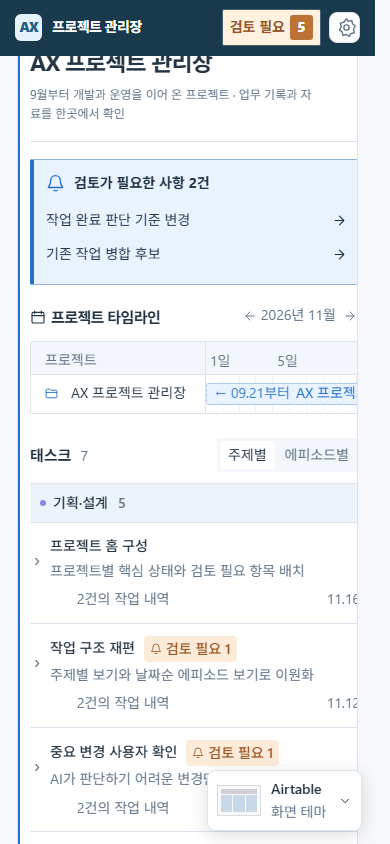 AX 프로젝트 관리장
검토 필요 5
AX 프로젝트 관리장
9월부터 개발과 운영을 이어 온 프로젝트 · 업무 기록과 자
료를 한곳에서 확인
검토가 필요한 사항 2건
작업 완료 판단 기준 변경 →
기존 작업 병합 후보 →
프로젝트 타임라인 ← 2026년 11월 →
프로젝트 1일 5일
AX 프로젝트 관리장 ← 09.21부터 AX 프로젝
태스크 7 주제별 에피소드별
기획·설계 5
프로젝트 홈 구성
프로젝트별 핵심 상태와 검토 필요 항목 배치
2건의 작업 내역 11.16
작업 구조 재편 검토 필요 1
주제별 보기와 날짜순 에피소드 보기로 이원화
2건의 작업 내역 11.12
중요 변경 사용자 확인 검토 필요 1
AI가 판단하기 어려운 변경만
Airtable
화면 테마
2건의 작업 내역